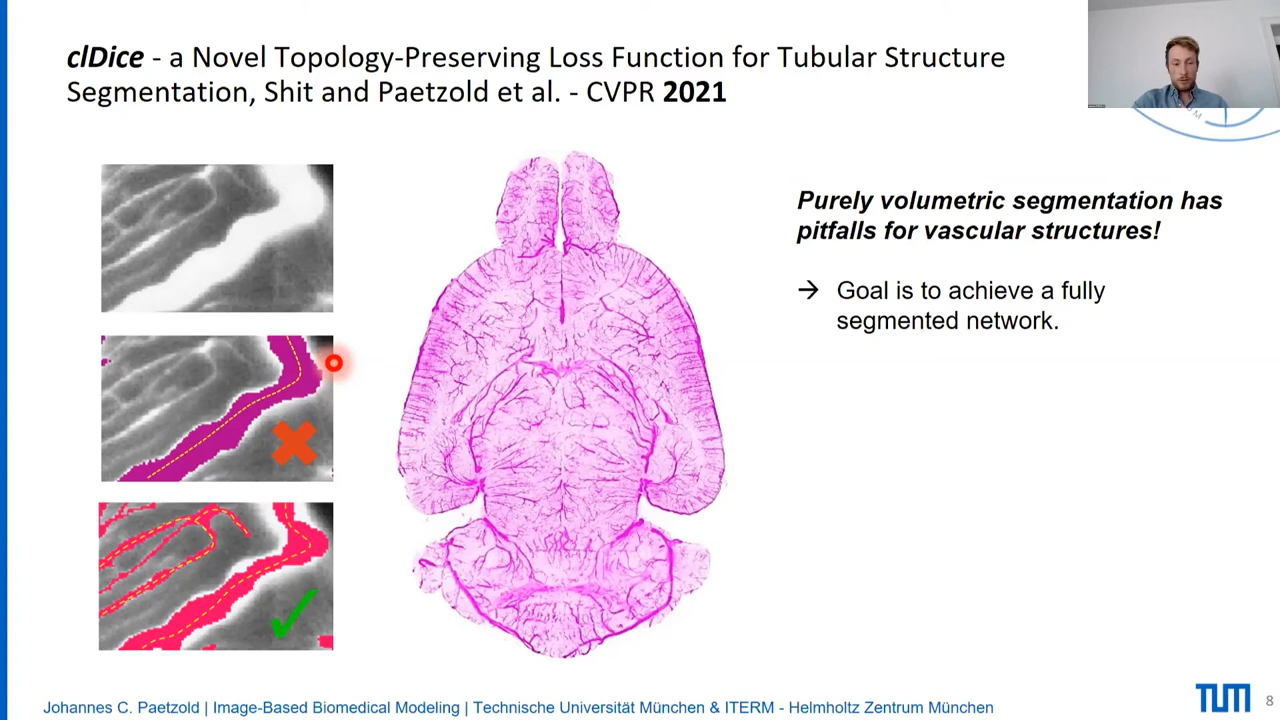 clDice - a Novel Topology-Preserving Loss Function for Tubular Structure
Segmentation, Shit and Paetzold et al. - CVPR 2021
Purely volumetric segmentation has
pitfalls for vascular structures!
→ Goal is to achieve a fully
segmented network.
Johannes C. Paetzold | Image-Based Biomedical Modeling | Technische Universität München & ITERM - Helmholtz Zentrum München
TUM
8